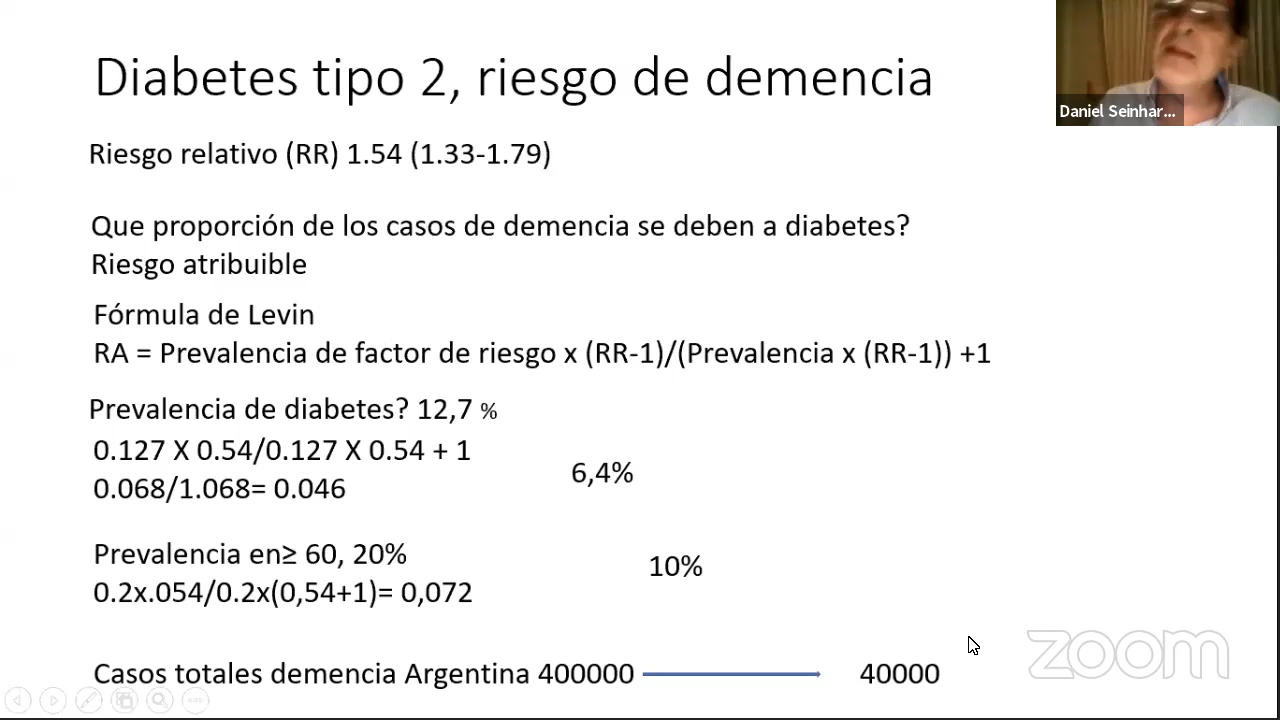 Diabetes tipo 2, riesgo de demencia
Daniel Seinhar...
Riesgo relativo (RR) 1.54 (1.33-1.79)
Que proporción de los casos de demencia se deben a diabetes?
Riesgo atribuible
Fórmula de Levin
RA = Prevalencia de factor de riesgo x (RR-1)/(Prevalencia x (RR-1)) +1
Prevalencia de diabetes? 12,7 %
0.127 X 0.54/0.127 X 0.54 + 1
0.068/1.068= 0.046
6,4%
Prevalencia en≥ 60, 20%
0.2x.054/0.2x(0,54+1)= 0,072
10%
Casos totales demencia Argentina 400000
40000
zoom